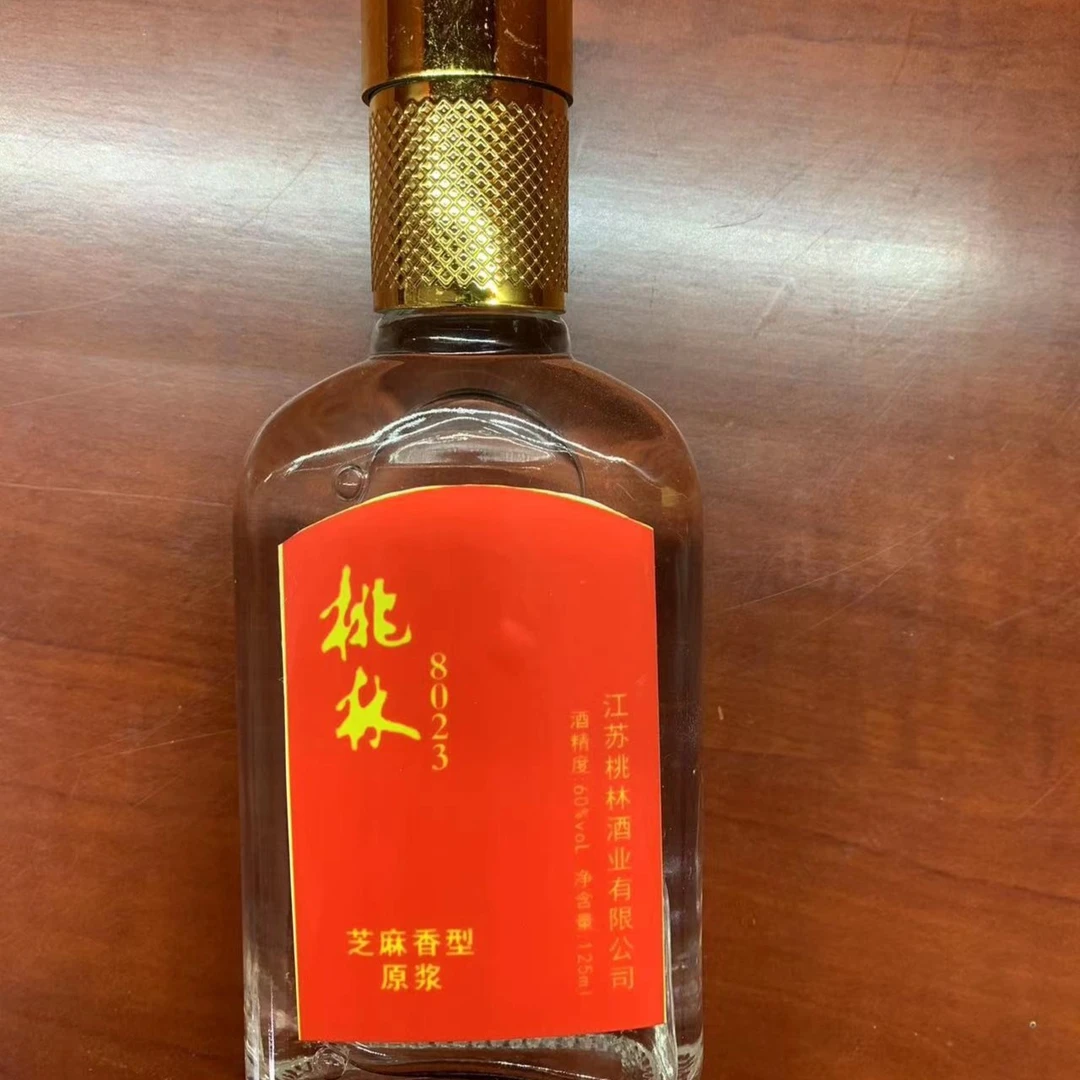 桃林
8023
江苏桃林酒业有限公司
酒精度:60%voL 净含量:125ml
芝麻香型
原浆